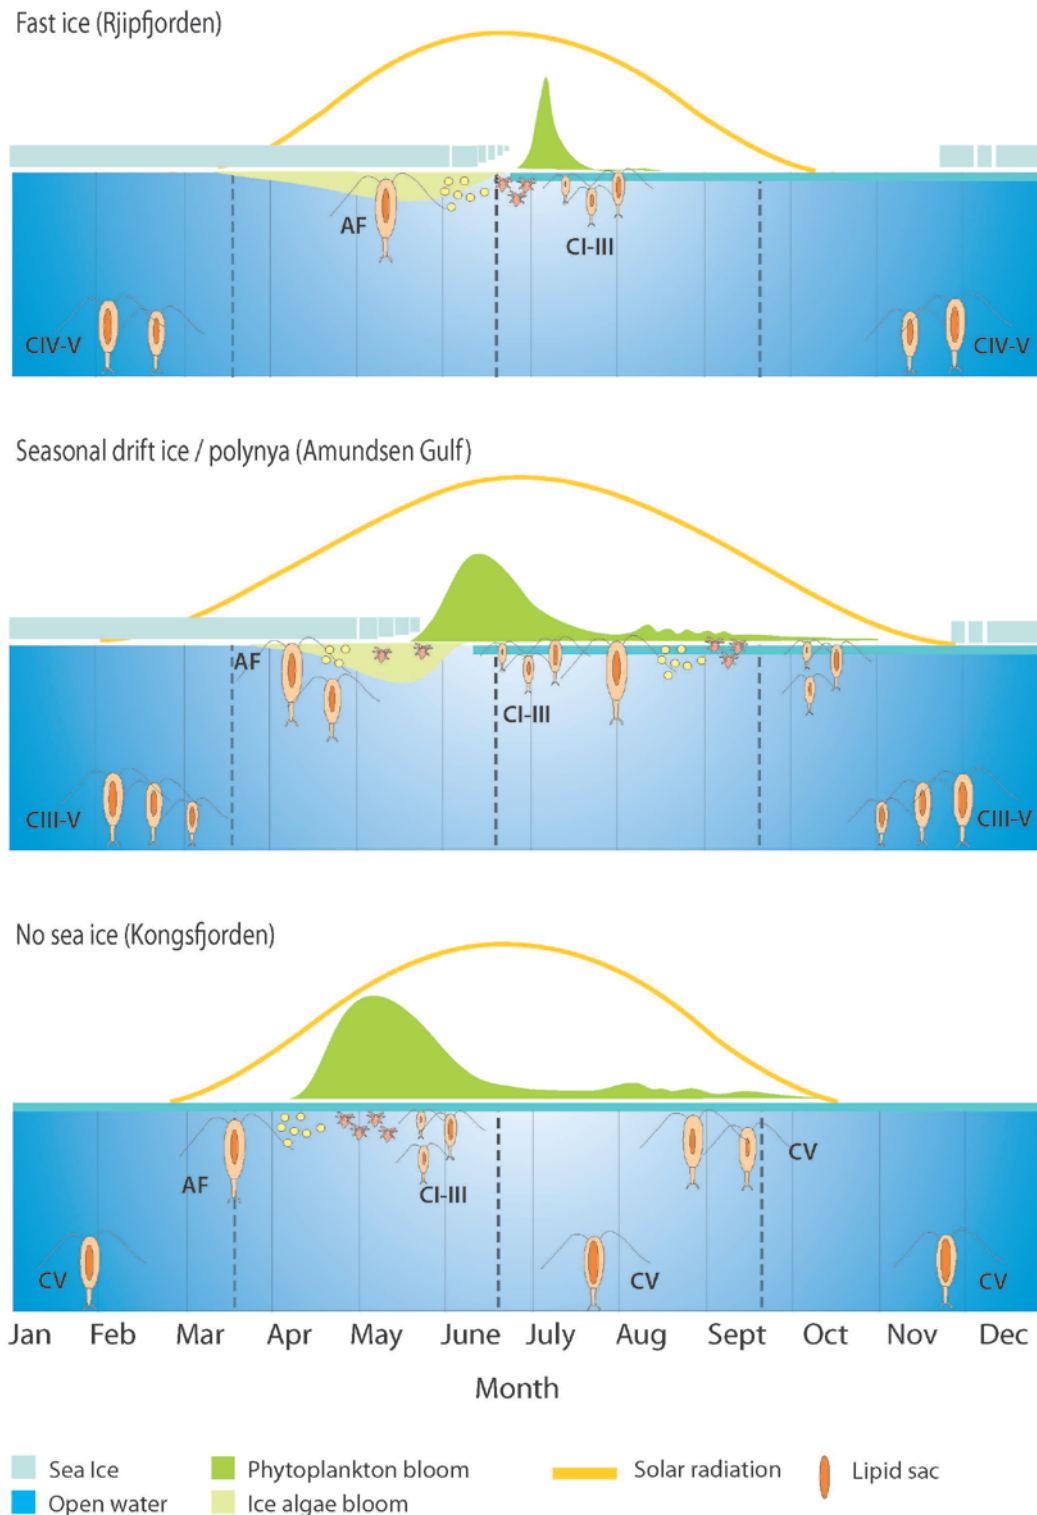 Fast ice (Rjipfjorden)
AF
CI-III
CIV-V
CIV-V
Seasonal drift ice / polynya (Amundsen Gulf)
AF
CI-III
CIII-V
CIII-V
No sea ice (Kongsfjorden)
CV
AF
CI-III
CV
CV
CV
Jan Feb Mar Apr May June July Aug Sept Oct Nov Dec
Month
Sea Ice Phytoplankton bloom Solar radiation Lipid sac
Open water Ice algae bloom